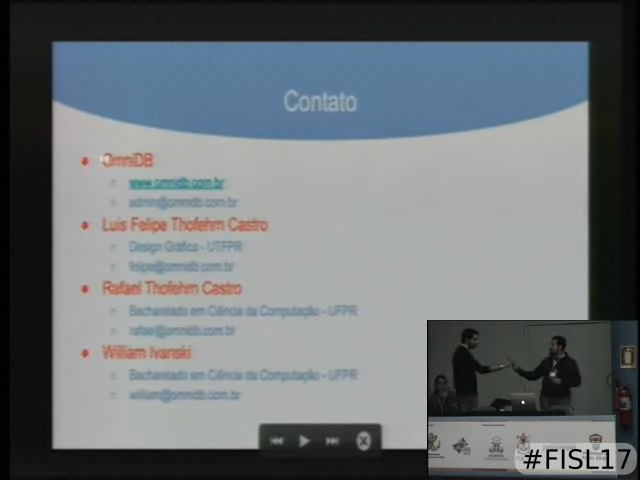 Contato
OmniDB
www.omnidb.com.br
admin@omnidb.com.br
Luis Felipe Thofehrn Castro
Design Gráfico - UTFPR
felipe@omnidb.com.br
Rafael Thofehrn Castro
Bacharelado em Ciência da Computação - UFPR
rafael@omnidb.com.br
William Ivanski
Bacharelado em Ciência da Computação - UFPR
william@omnidb.com.br
#FISL17